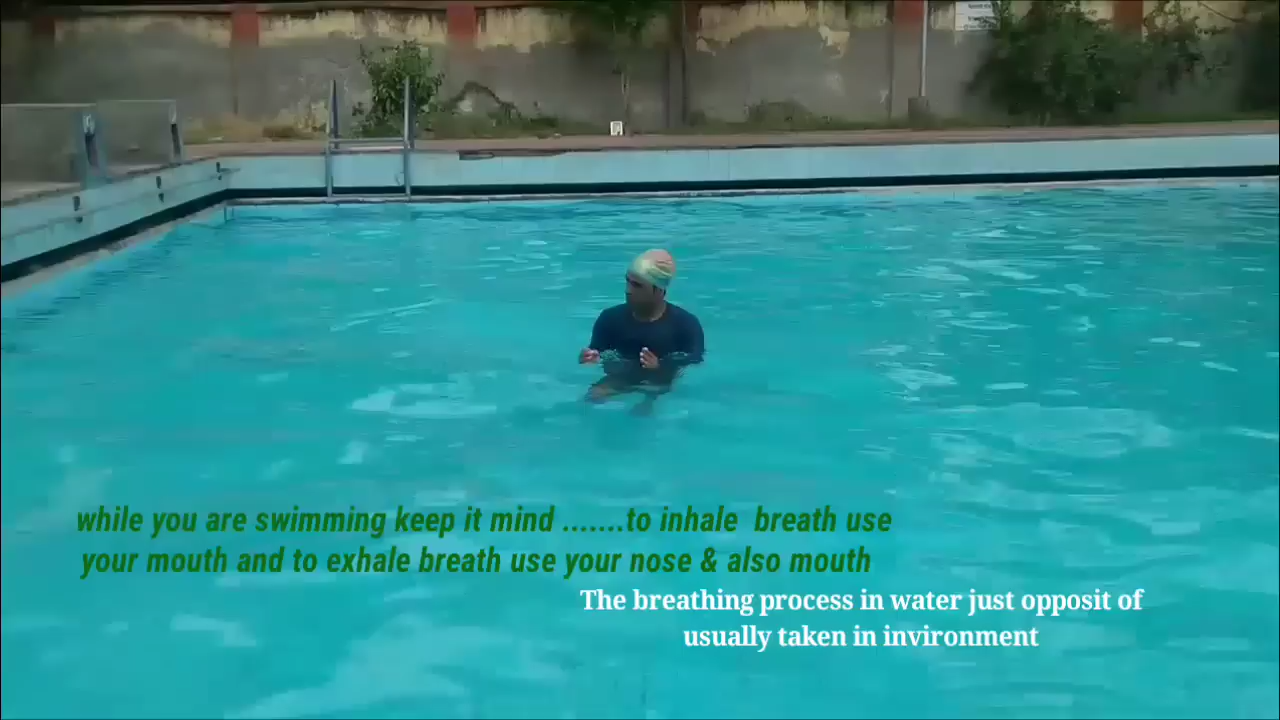 while you are swimming keep it mind .......to inhale breath use
your mouth and to exhale breath use your nose & also mouth
The breathing process in water just opposit of
usually taken in invironment